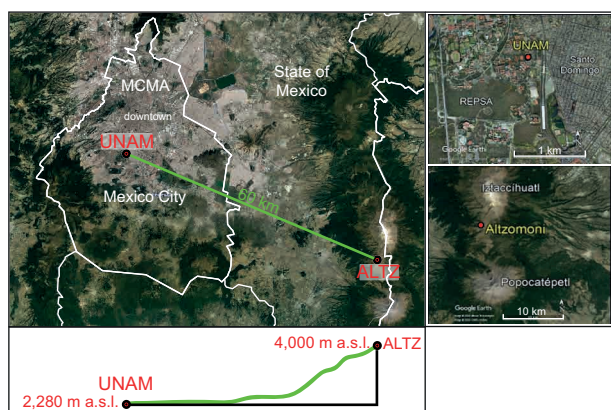 MCMA
downtown
UNAM
Mexico City
State of
Mexico
60 km
ALTZ
UNAM
Santo
Domingo
REPSA
Google Earth
1 km
Iztaccíhuatl
Altzomoni
Popocatépetl
Google Earth
10 km
4,000 m a.s.l.
ALTZ
UNAM
2,280 m a.s.l.